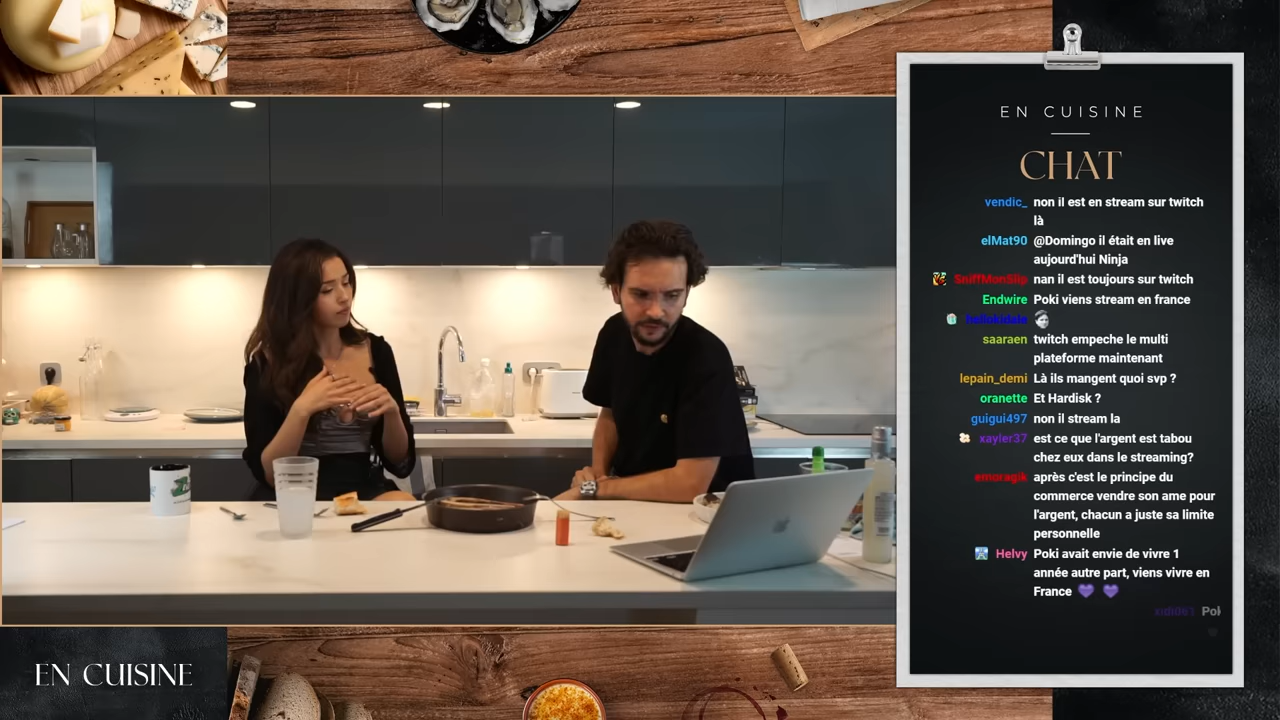 EN CUISINE
CHAT
vendic_ non il est en stream sur twitch
là
elMat90 @Domingo il était en live
aujourd'hui Ninja
SniffMonSlip nan il est toujours sur twitch
Endwire Poki viens stream en france
saaraen twitch empeche le multi
plateforme maintenant
lepain_demi Là ils mangent quoi svp ?
oranette Et Hardisk ?
guigui497 non il stream la
xayler37 est ce que l'argent est tabou
chez eux dans le streaming?
emuragik après c'est le principe du
commerce vendre son ame pour
l'argent, chacun a juste sa limite
personnelle
Helvy Poki avait envie de vivre 1
année autre part, viens vivre en
France
EN CUISINE